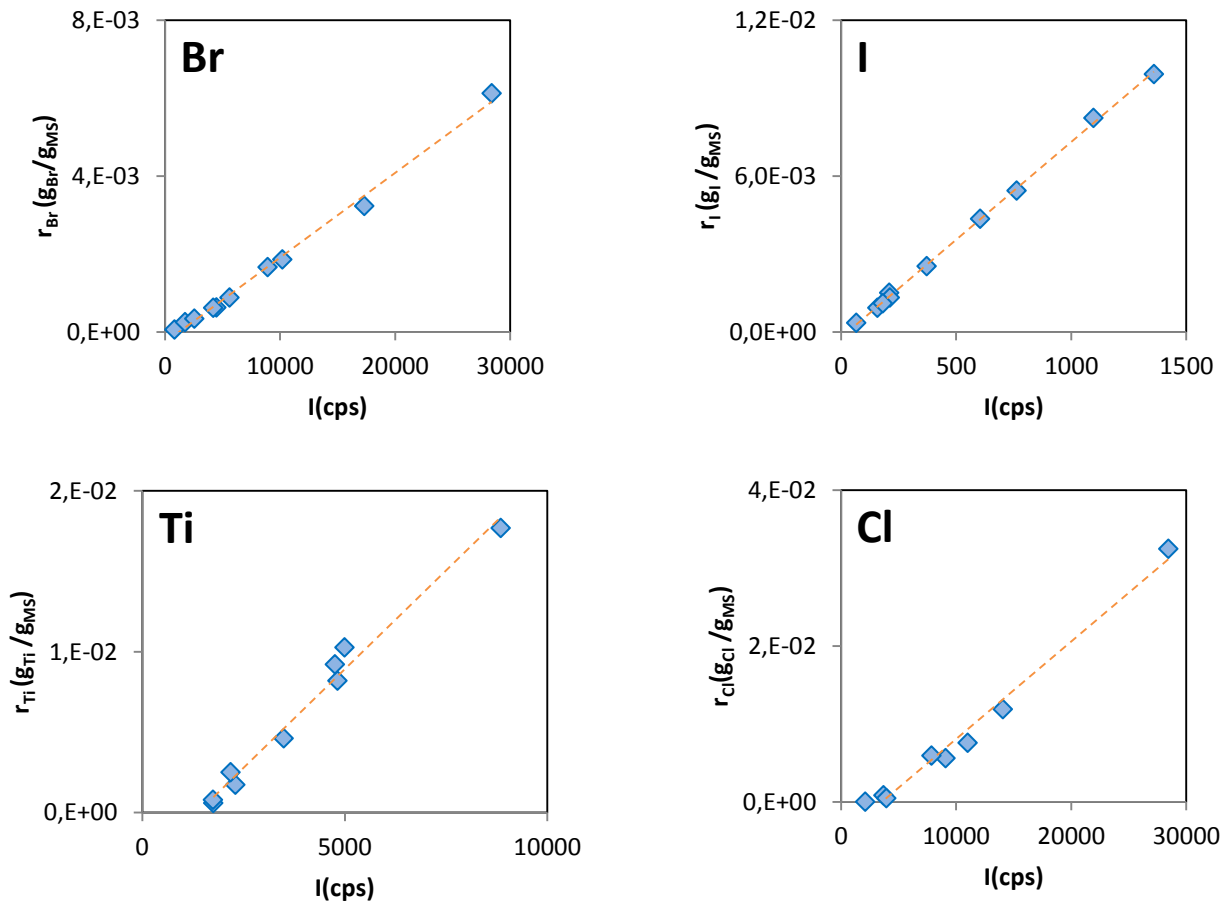 Br
8,E-03
4,E-03
0,E+00
r_Br (g_Br/g_MS)
0 10000 20000 30000
I(cps)
I
1,2E-02
6,0E-03
0,0E+00
r_I (g_I /g_MS)
0 500 1000 1500
I(cps)
Ti
2,E-02
1,E-02
0,E+00
r_Ti (g_Ti /g_MS)
0 5000 10000
I(cps)
Cl
4,E-02
2,E-02
0,E+00
r_Cl(g_Cl /g_MS)
0 10000 20000 30000
I(cps)